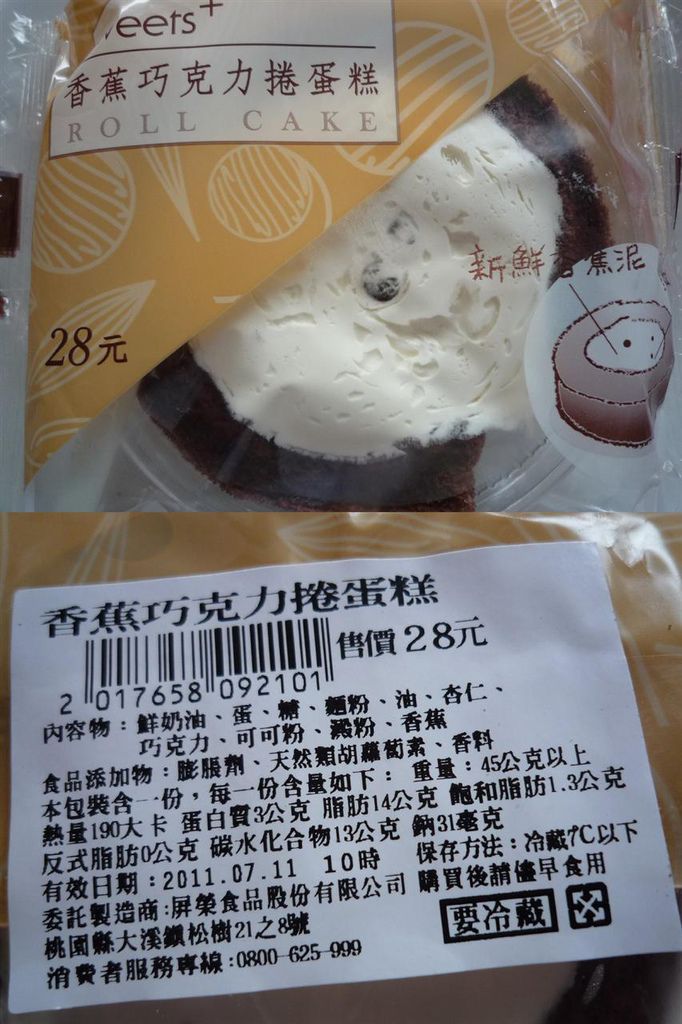 veets+
香蕉巧克力捲蛋糕
ROLL CAKE
新鮮香蕉泥
28元
香蕉巧克力捲蛋糕
售價28元
2 017658 092101
內容物：鮮奶油、蛋、糖、麵粉、油、杏仁、
巧克力、可可粉、澱粉、香蕉
食品添加物：膨脹劑、天然類胡蘿蔔素、香料
本包裝含一份，每一份含量如下： 重量：45公克以上
熱量190大卡 蛋白質3公克 脂肪14公克 飽和脂肪1.3公克
反式脂肪0公克 碳水化合物13公克 鈉31毫克
有效日期：2011.07.11 10時 保存方法：冷藏7℃以下
委託製造商:屏榮食品股份有限公司 購買後請儘早食用
桃園縣大溪鎮松樹21之8號
要冷藏
消費者服務專線:0800-625-999